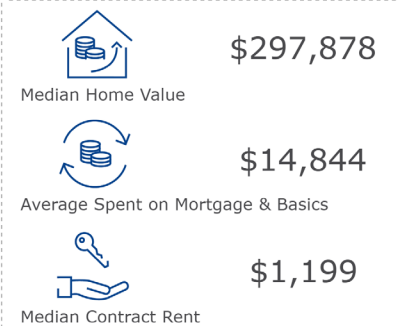 $297,878
Median Home Value
$14,844
Average Spent on Mortgage & Basics
$1,199
Median Contract Rent